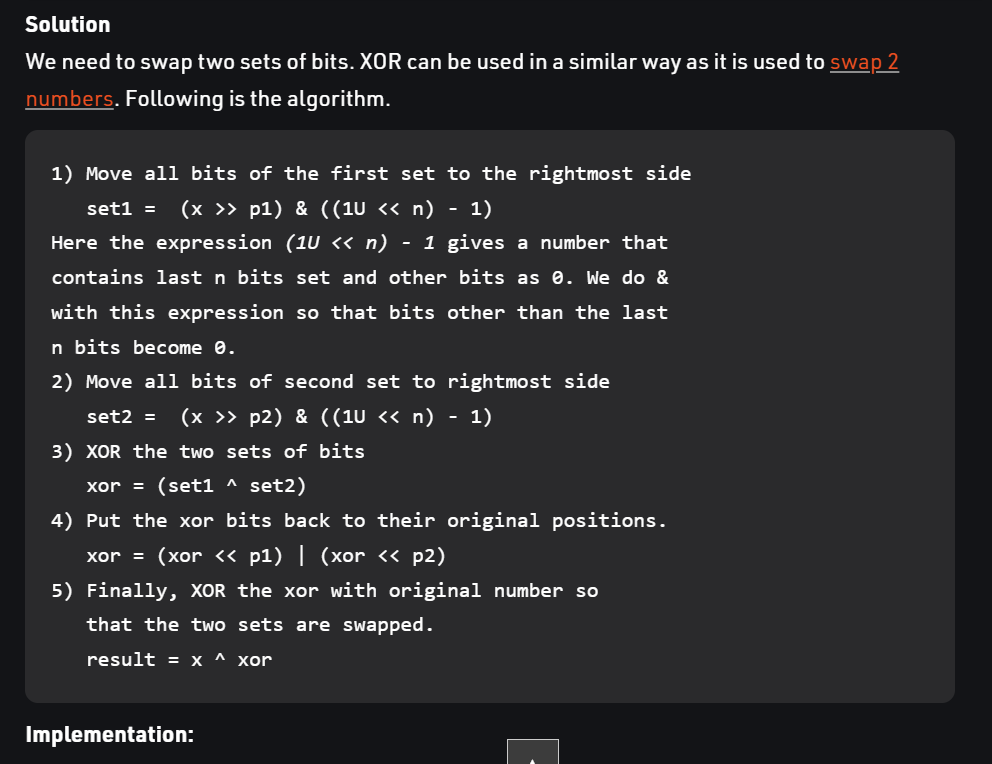 Solution
We need to swap two sets of bits. XOR can be used in a similar way as it is used to swap 2
numbers. Following is the algorithm.
1) Move all bits of the first set to the rightmost side
set1 =  (x >> p1) & ((1U << n) - 1)
Here the expression (1U << n) - 1 gives a number that
contains last n bits set and other bits as 0. We do &
with this expression so that bits other than the last
n bits become 0.
2) Move all bits of second set to rightmost side
set2 =  (x >> p2) & ((1U << n) - 1)
3) XOR the two sets of bits
xor = (set1 ^ set2)
4) Put the xor bits back to their original positions.
xor = (xor << p1) | (xor << p2)
5) Finally, XOR the xor with original number so
that the two sets are swapped.
result = x ^ xor
Implementation: